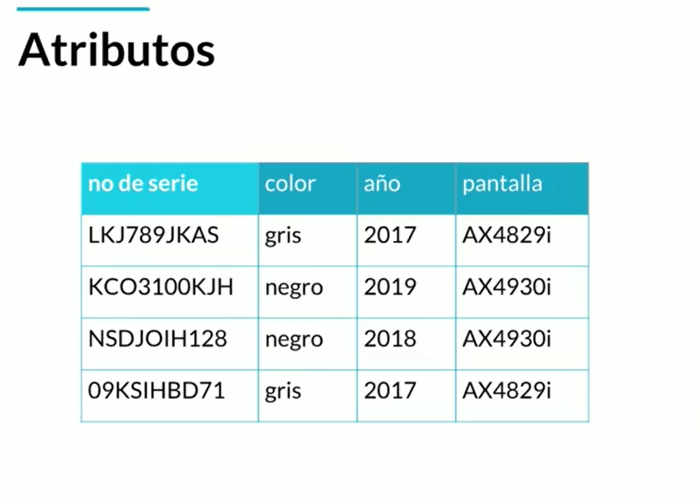 Atributos
no de serie color año pantalla
LKJ789JKAS gris 2017 AX4829i
KCO3100KJH negro 2019 AX4930i
NSDJOIH128 negro 2018 AX4930i
09KSIHBD71 gris 2017 AX4829i